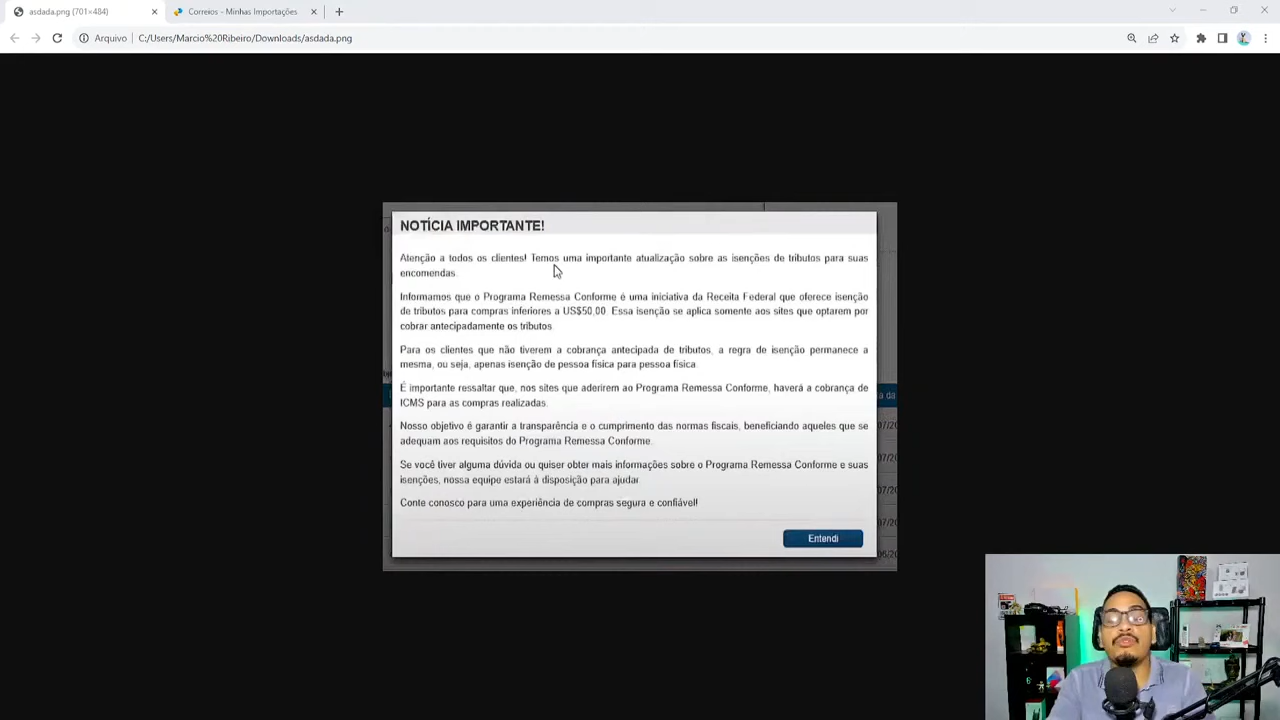 asdada.png (701×484)
Correios - Minhas Importações
Arquivo
C:/Users/Marcio%20Ribeiro/Downloads/asdada.png
NOTÍCIA IMPORTANTE!
Atenção a todos os clientes! Temos uma importante atualização sobre as isenções de tributos para suas
encomendas.
Informamos que o Programa Remessa Conforme é uma iniciativa da Receita Federal que oferece isenção
de tributos para compras inferiores a US$50,00. Essa isenção se aplica somente aos sites que optarem por
cobrar antecipadamente os tributos.
Para os clientes que não tiverem a cobrança antecipada de tributos, a regra de isenção permanece a
mesma, ou seja, apenas isenção de pessoa física para pessoa física.
É importante ressaltar que, nos sites que aderirem ao Programa Remessa Conforme, haverá a cobrança de
ICMS para as compras realizadas.
Nosso objetivo é garantir a transparência e o cumprimento das normas fiscais, beneficiando aqueles que se
adequam aos requisitos do Programa Remessa Conforme.
Se você tiver alguma dúvida ou quiser obter mais informações sobre o Programa Remessa Conforme e suas
isenções, nossa equipe estará à disposição para ajudar.
Conte conosco para uma experiência de compras segura e confiável!
Entendi